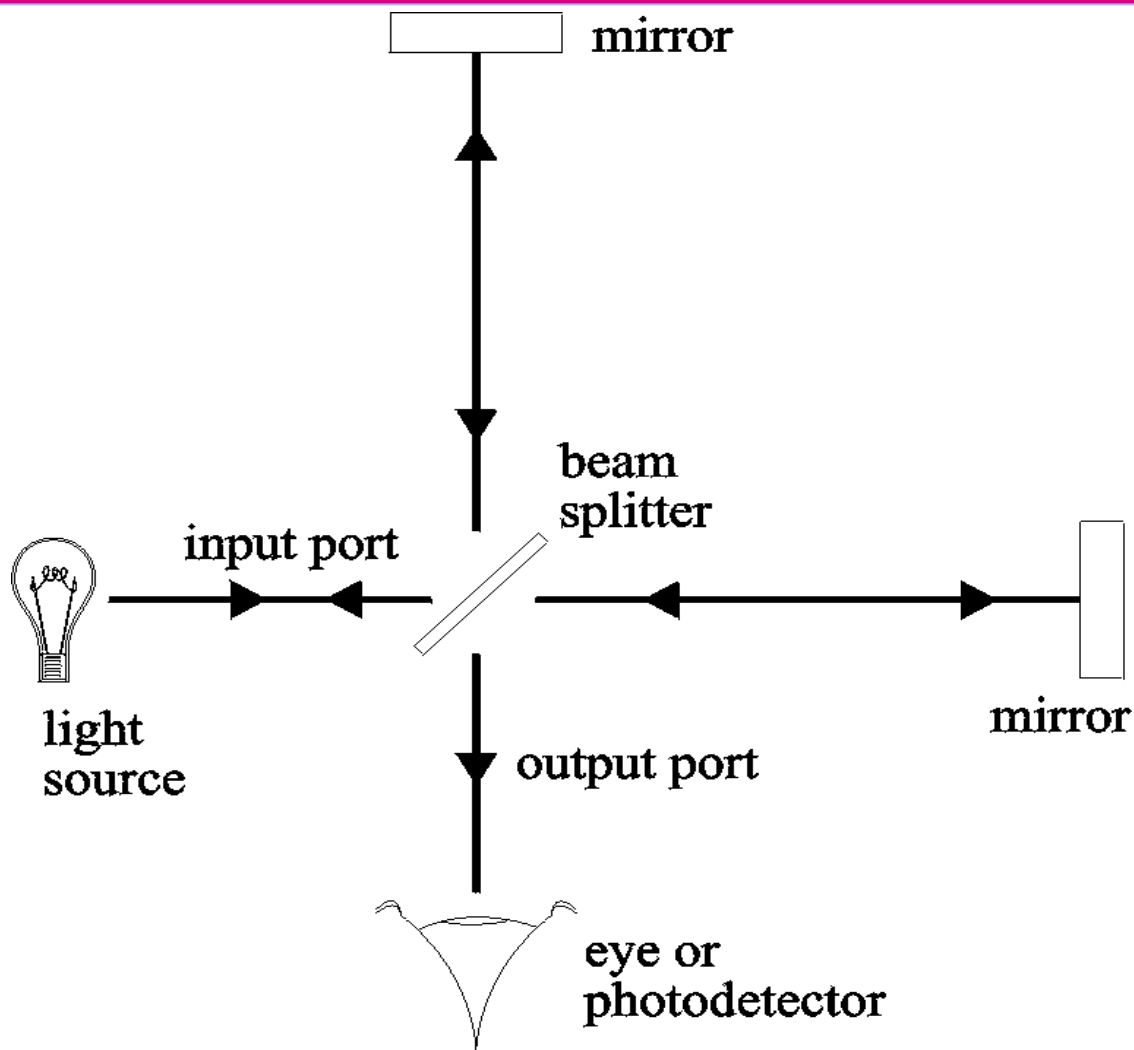 mirror
beam
splitter
input port
light
source
mirror
output port
eye or
photodetector